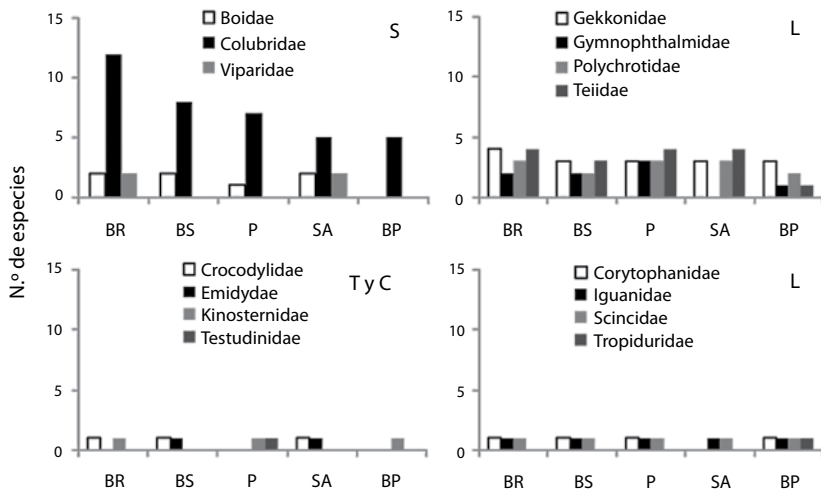 N.º de especies
S
Boidae
Colubridae
Viparidae
15
10
5
0
BR BS P SA BP
L
Gekkonidae
Gymnophthalmidae
Polychrotidae
Teiidae
15
10
5
0
BR BS P SA BP
T y C
Crocodylidae
Emidydae
Kinosternidae
Testudinidae
15
10
5
0
BR BS P SA BP
L
Corytophanidae
Iguanidae
Scincidae
Tropiduridae
15
10
5
0
BR BS P SA BP